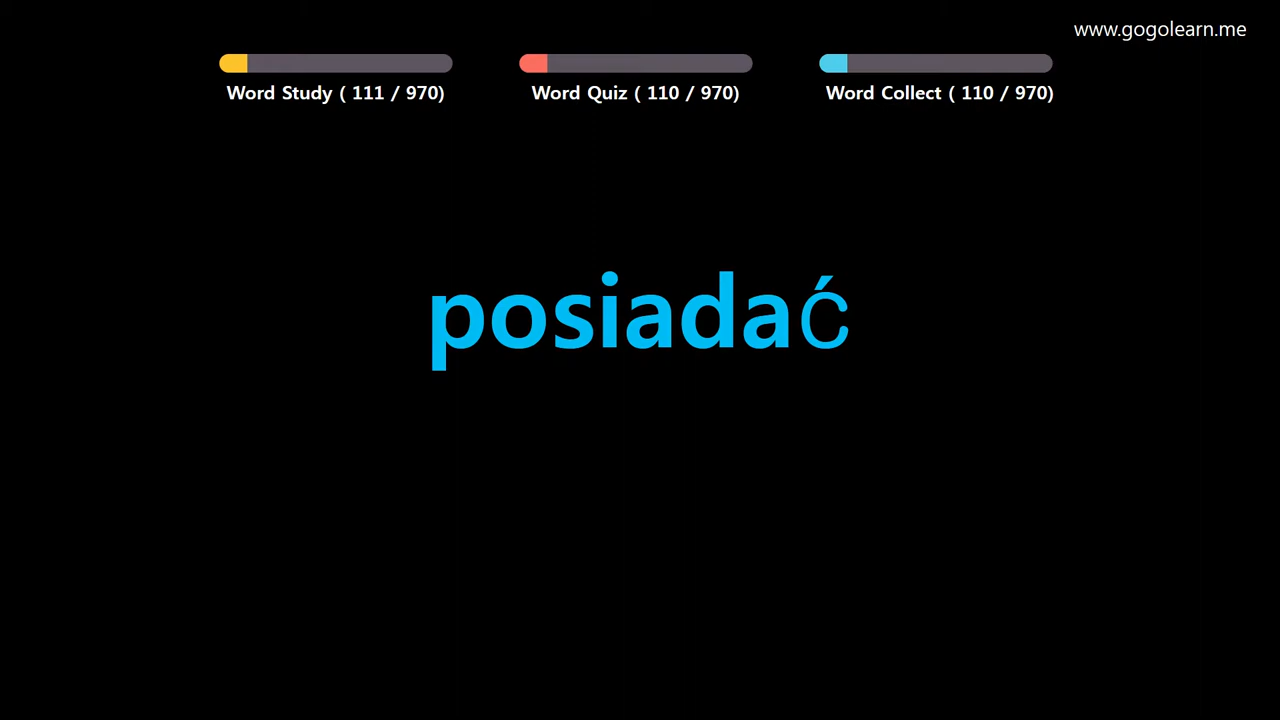 www.gogolearn.me
Word Study ( 111 / 970)
Word Quiz ( 110 / 970)
Word Collect ( 110 / 970)
posiadać